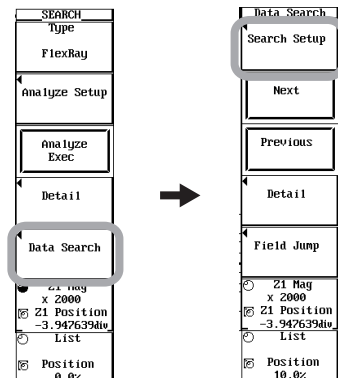 SEARCH
Type
FlexRay
Analyze Setup
Analyze
Exec
Detail
Data Search
Z1 Mag
x 2000
Z1 Position
-3.947639div
List
Position
0.0%
Data Search
Search Setup
Next
Previous
Detail
Field Jump
Z1 Mag
x 2000
Z1 Position
-3.947639div
List
Position
10.0%